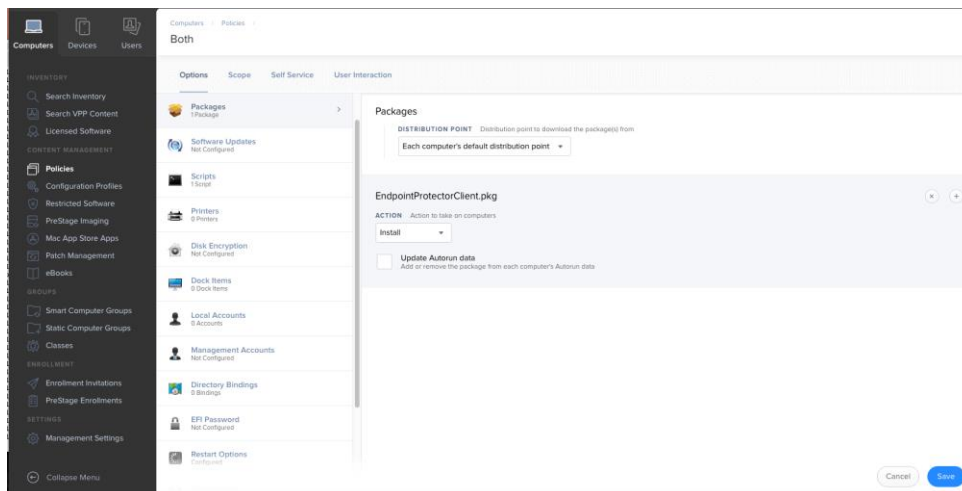 Computers
Devices
Users
INVENTORY
Search Inventory
Search VPP Content
Licensed Software
CONTENT MANAGEMENT
Policies
Configuration Profiles
Restricted Software
PreStage Imaging
Mac App Store Apps
Patch Management
eBooks
GROUPS
Smart Computer Groups
Static Computer Groups
Classes
ENROLLMENT
Enrollment Invitations
PreStage Enrollments
SETTINGS
Management Settings
Collapse Menu
Computers Policies
Both
Options Scope Self Service User Interaction
Packages
1 Package
Software Updates
Not Configured
Scripts
1 Script
Printers
0 Printers
Disk Encryption
Not Configured
Dock Items
0 Dock Items
Local Accounts
0 Accounts
Management Accounts
Not Configured
Directory Bindings
0 Bindings
EFI Password
Not Configured
Restart Options
Configured
Packages
DISTRIBUTION POINT Distribution point to download the package(s) from
Each computer's default distribution point
EndpointProtectorClient.pkg
ACTION Action to take on computers
Install
Update Autorun data
Add or remove the package from each computer's Autorun data
Cancel Save